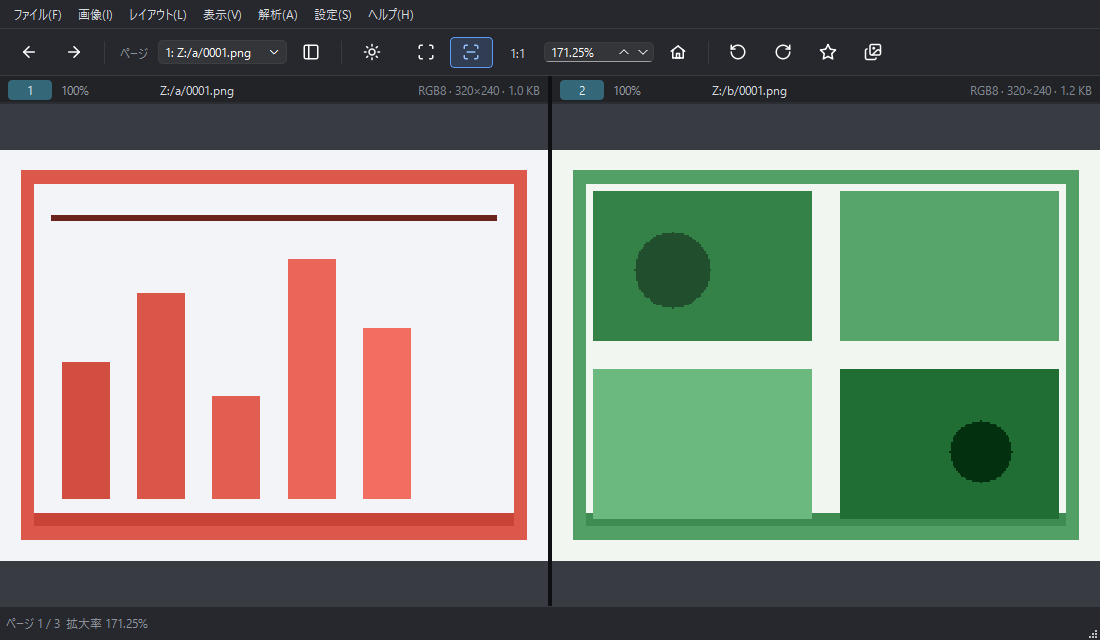 ファイル(F) 画像(I) レイアウト(L) 表示(V) 解析(A) 設定(S) ヘルプ(H)
ページ 1: Z:/a/0001.png 1:1 171.25%
1 100% Z:/a/0001.png RGB8 · 320×240 · 1.0 KB
2 100% Z:/b/0001.png RGB8 · 320×240 · 1.2 KB
ページ 1 / 3 拡大率 171.25%